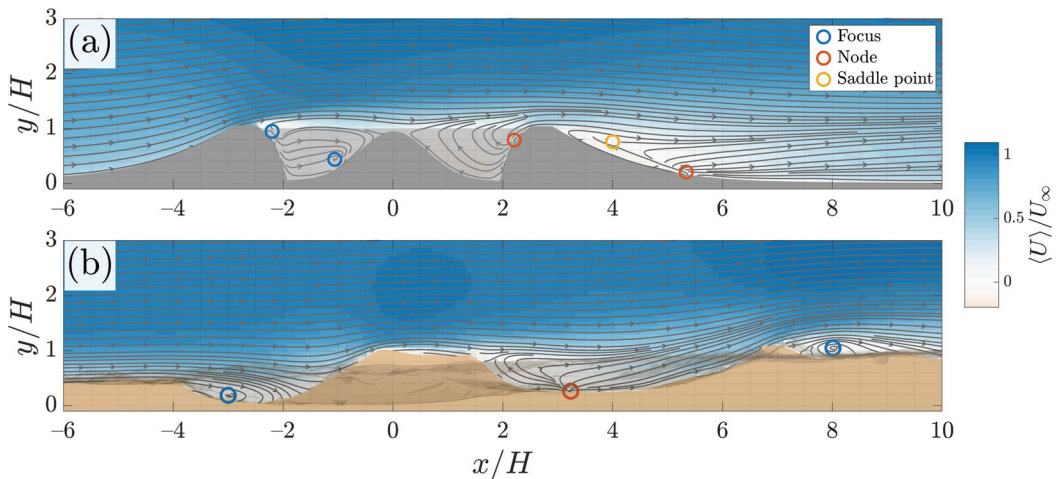 (a)
3
2
1
0
y/H
Focus
Node
Saddle point
−6 −4 −2 0 2 4 6 8 10
(b)
3
2
1
0
y/H
−6 −4 −2 0 2 4 6 8 10
x/H
1
0.5
0
⟨U⟩/U∞